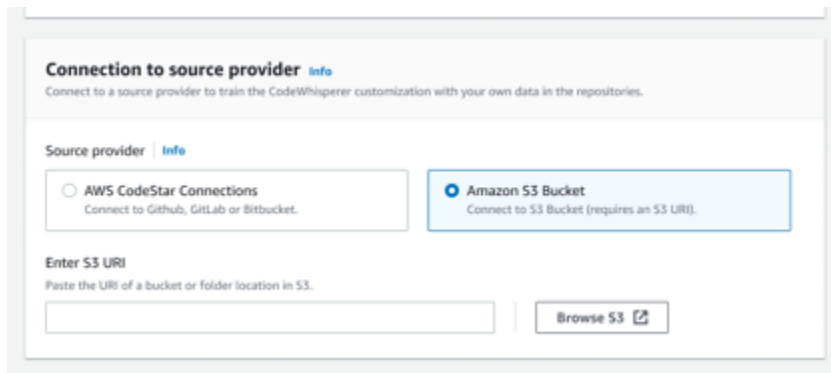 Connection to source provider Info
Connect to a source provider to train the CodeWhisperer customization with your own data in the repositories.
Source provider Info
AWS CodeStar Connections
Connect to Github, GitLab or Bitbucket.
Amazon S3 Bucket
Connect to S3 Bucket (requires an S3 URI).
Enter S3 URI
Paste the URI of a bucket or folder location in S3.
Browse S3